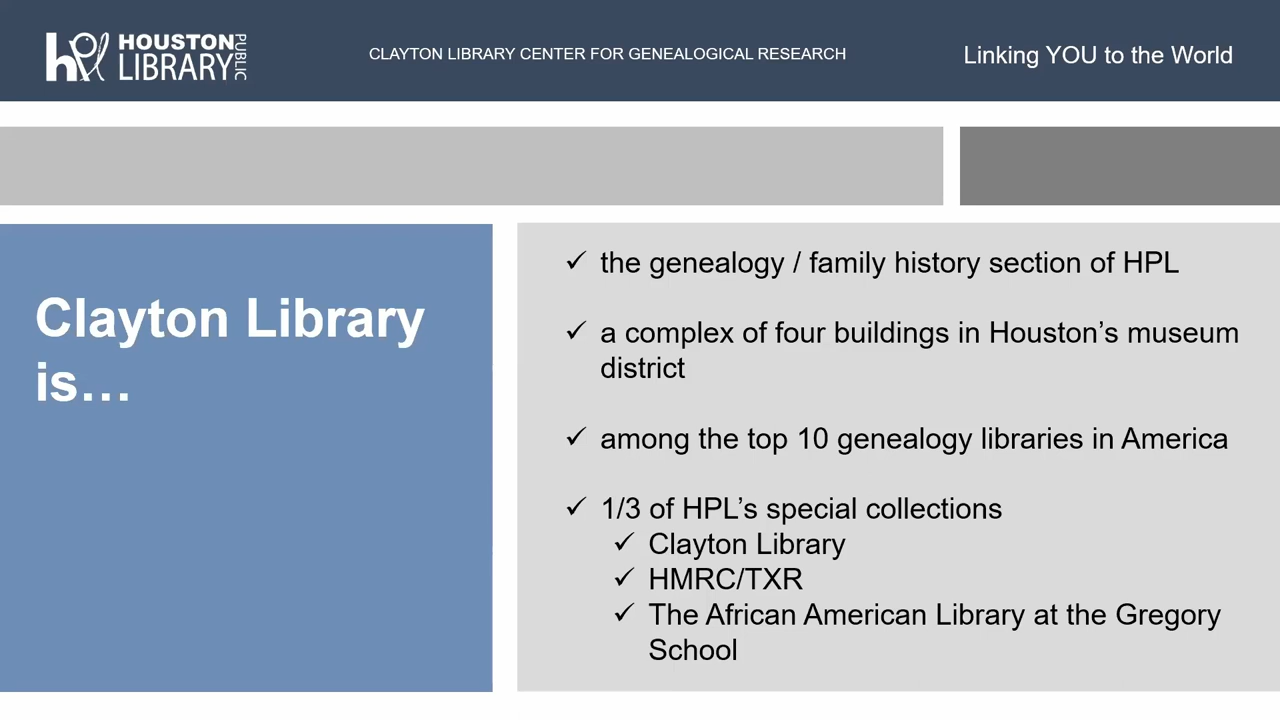 HOUSTON
LIBRARY
PUBLIC
CLAYTON LIBRARY CENTER FOR GENEALOGICAL RESEARCH
Linking YOU to the World
Clayton Library
is…
✓ the genealogy / family history section of HPL
✓ a complex of four buildings in Houston’s museum
district
✓ among the top 10 genealogy libraries in America
✓ 1/3 of HPL’s special collections
✓ Clayton Library
✓ HMRC/TXR
✓ The African American Library at the Gregory
School